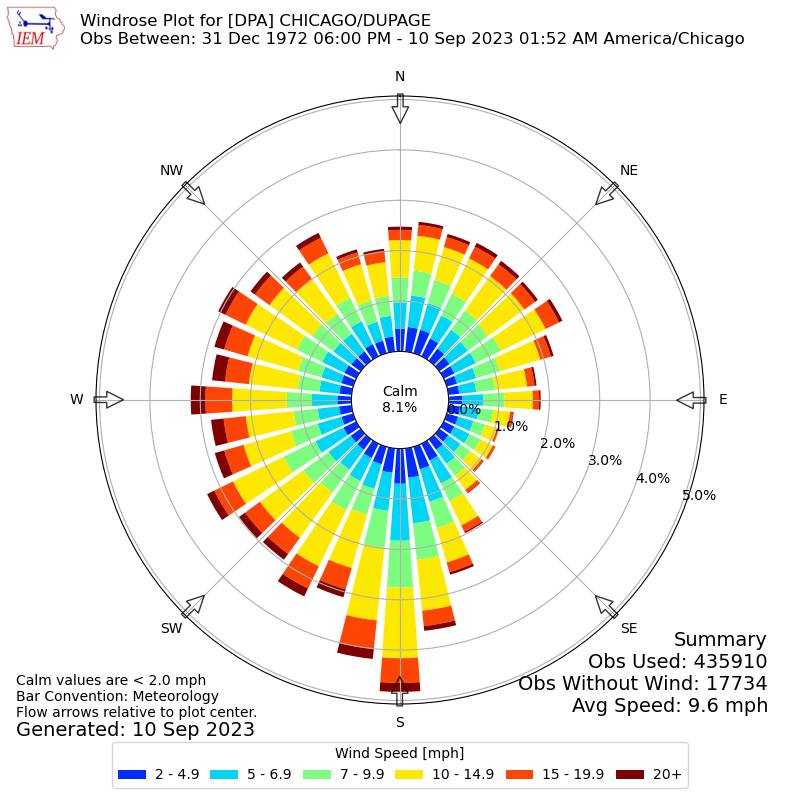 IEM
Windrose Plot for [DPA] CHICAGO/DUPAGE
Obs Between: 31 Dec 1972 06:00 PM - 10 Sep 2023 01:52 AM America/Chicago
N
NW
NE
W
Calm
8.1%
E
0.0%
1.0%
2.0%
3.0%
4.0%
5.0%
SW
SE
S
Summary
Obs Used: 435910
Obs Without Wind: 17734
Avg Speed: 9.6 mph
Calm values are < 2.0 mph
Bar Convention: Meteorology
Flow arrows relative to plot center.
Generated: 10 Sep 2023
Wind Speed [mph]
2 - 4.9
5 - 6.9
7 - 9.9
10 - 14.9
15 - 19.9
20+